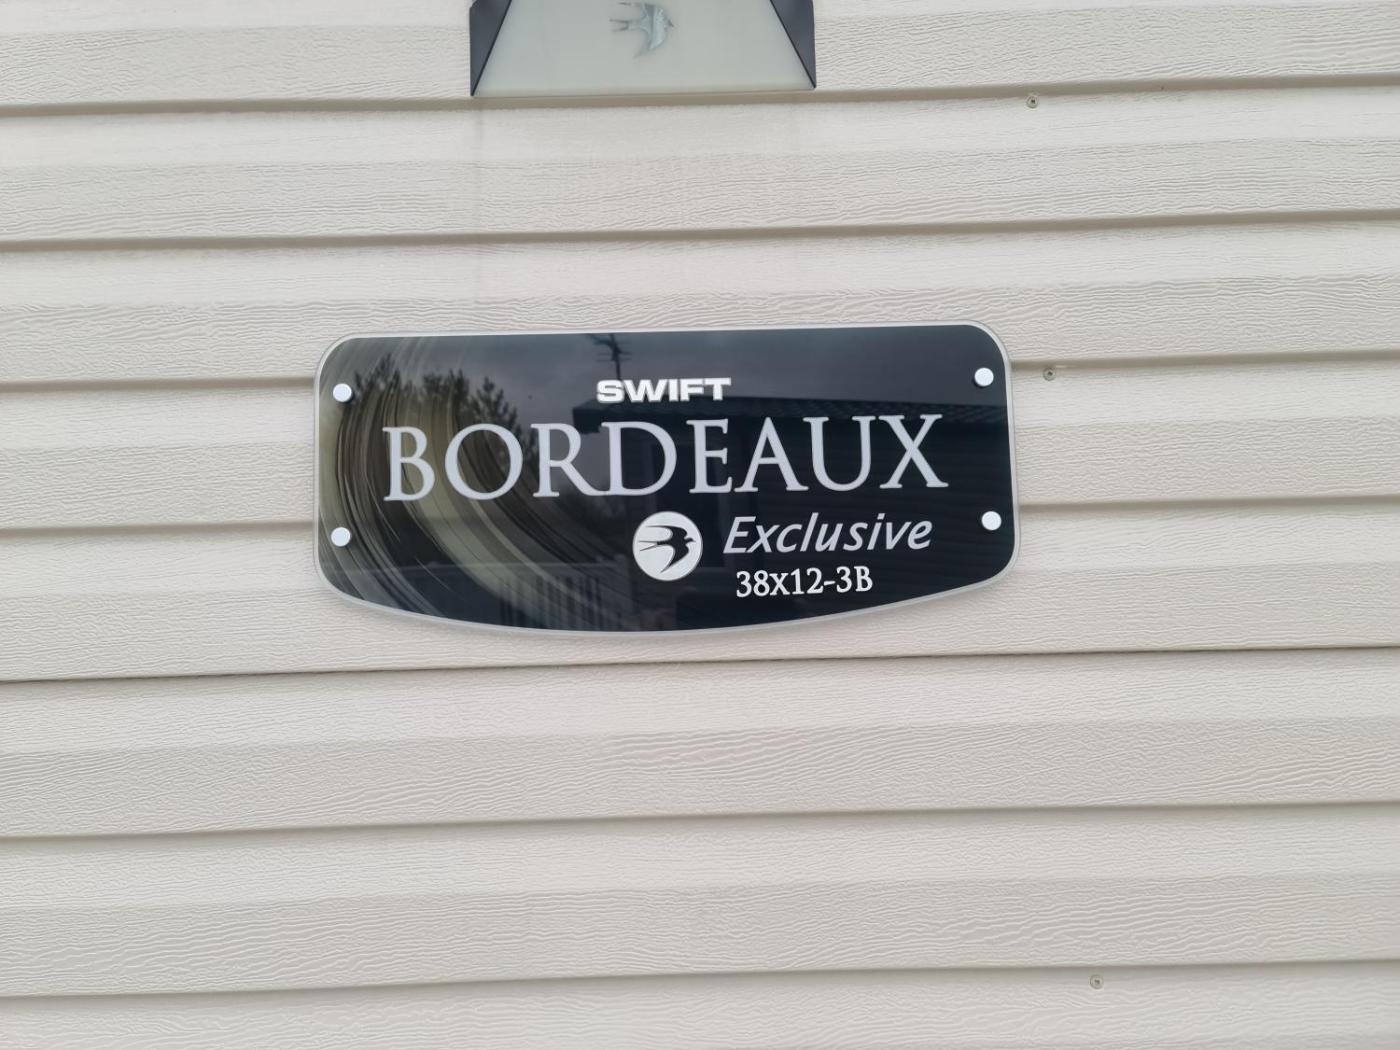 SWIFT
BORDEAUX
Exclusive
38x12-3B